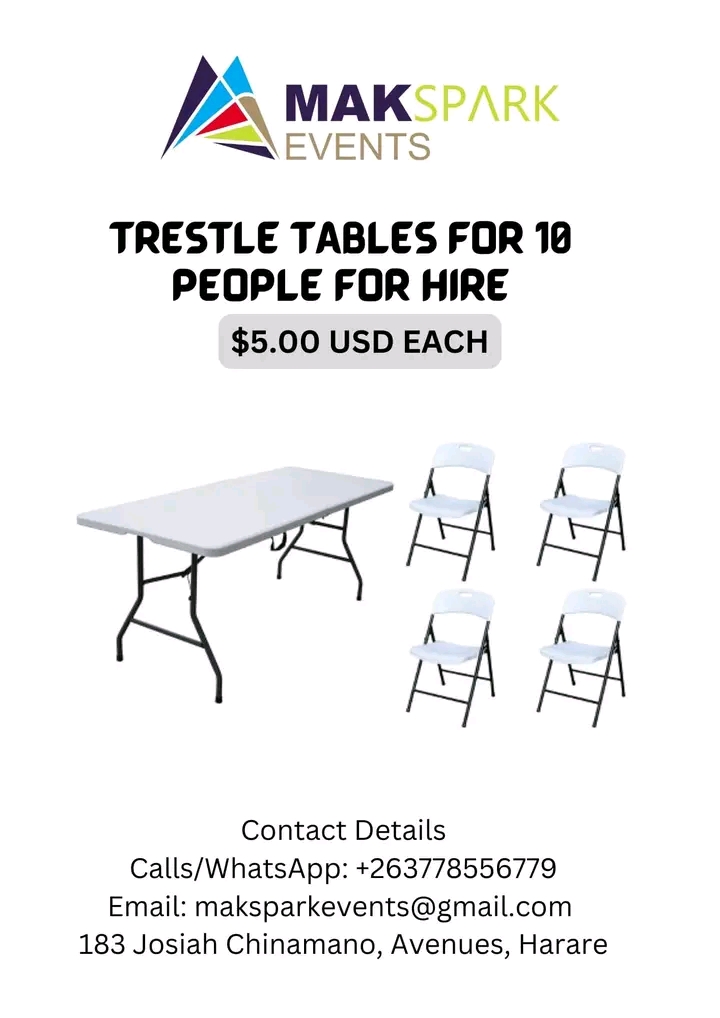 MAKSPARK
EVENTS
TRESTLE TABLES FOR 10
PEOPLE FOR HIRE
$5.00 USD EACH
Contact Details
Calls/WhatsApp: +263778556779
Email: maksparkevents@gmail.com
183 Josiah Chinamano, Avenues, Harare